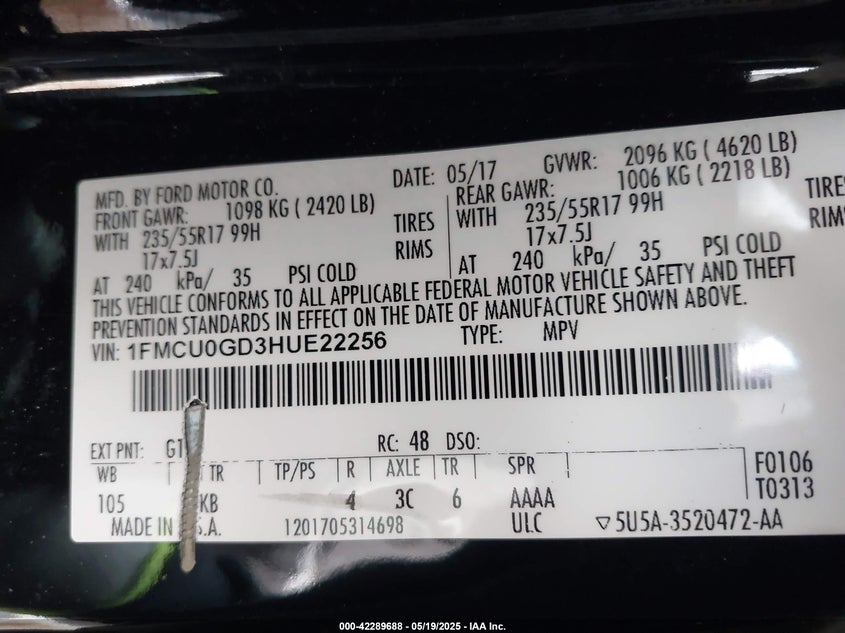 MFD. BY FORD MOTOR CO. DATE: 05/17 GVWR: 2096 KG ( 4620 LB)
FRONT GAWR: 1098 KG ( 2420 LB) REAR GAWR: 1006 KG ( 2218 LB)
WITH 235/55R17 99H TIRES WITH 235/55R17 99H TIRE
17x7.5J RIMS 17x7.5J RIMS
AT 240 kPa/ 35 PSI COLD AT 240 kPa/ 35 PSI COLD
THIS VEHICLE CONFORMS TO ALL APPLICABLE FEDERAL MOTOR VEHICLE SAFETY AND THEFT
PREVENTION STANDARDS IN EFFECT ON THE DATE OF MANUFACTURE SHOWN ABOVE.
VIN: 1FMCU0GD3HUE22256 TYPE: MPV
EXT PNT: G1 RC: 48 DSO:
WB TR TP/PS R AXLE TR SPR F0106
105 KB 4 3C 6 AAAA T0313
MADE IN .S.A. 1201705314698 ULC ▽5U5A-3520472-AA
000-42289688 - 05/19/2025 - IAA Inc.